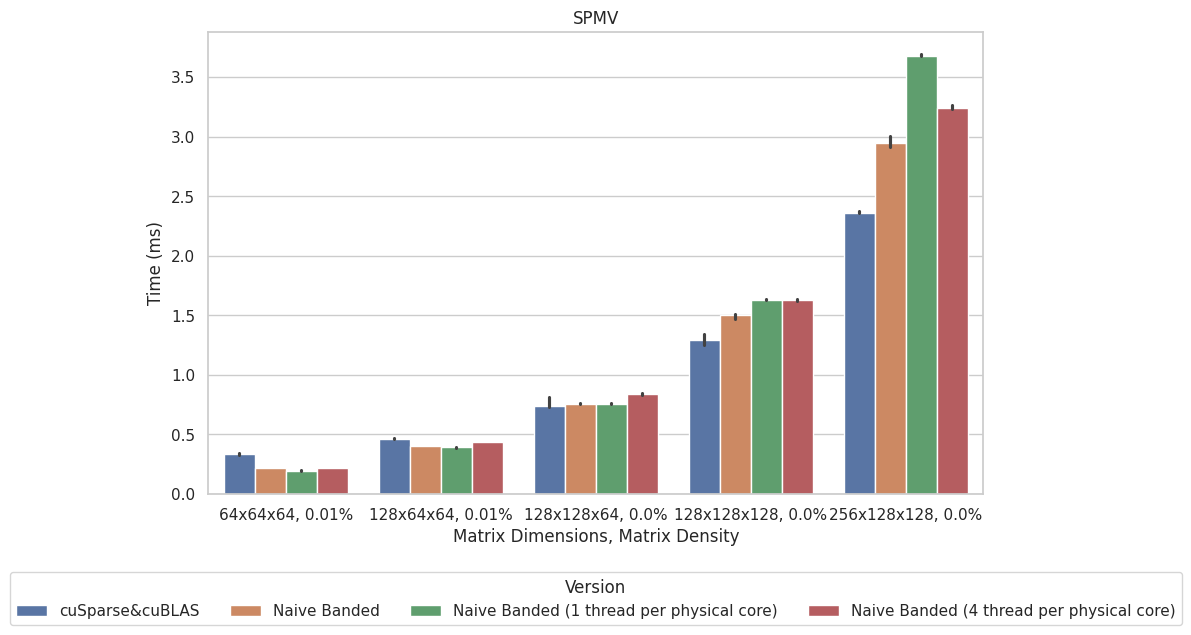 SPMV
Time (ms)
3.5
3.0
2.5
2.0
1.5
1.0
0.5
0.0
64x64x64, 0.01%
128x64x64, 0.01%
128x128x64, 0.0%
128x128x128, 0.0%
256x128x128, 0.0%
Matrix Dimensions, Matrix Density
Version
cuSparse&cuBLAS
Naive Banded
Naive Banded (1 thread per physical core)
Naive Banded (4 thread per physical core)